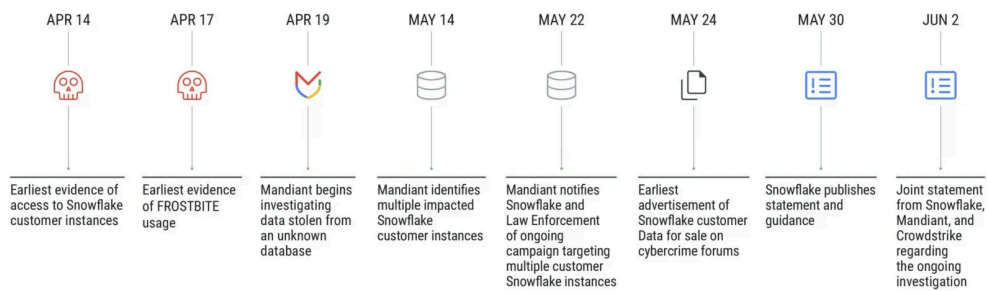 APR 14
Earliest evidence of
access to Snowflake
customer instances
APR 17
Earliest evidence
of FROSTBITE
usage
APR 19
Mandiant begins
investigating
data stolen from
an unknown
database
MAY 14
Mandiant identifies
multiple impacted
Snowflake
customer instances
MAY 22
Mandiant notifies
Snowflake and
Law Enforcement
of ongoing
campaign targeting
multiple customer
Snowflake instances
MAY 24
Earliest
advertisement of
Snowflake customer
Data for sale on
cybercrime forums
MAY 30
Snowflake publishes
statement and
guidance
JUN 2
Joint statement
from Snowflake,
Mandiant, and
Crowdstrike
regarding
the ongoing
investigation